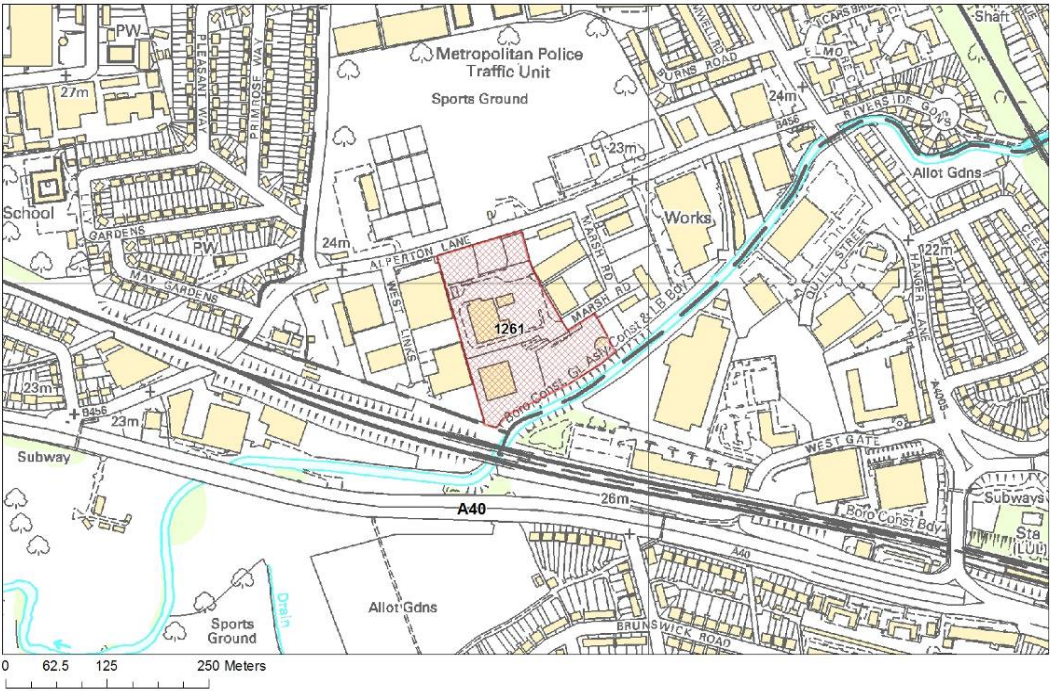 Shaft
PW
PLEASANT WAY
PRIMROSE WAY
Metropolitan Police
Traffic Unit
Sports Ground
BURNS ROAD
27m
24m
B456
RIVERSIDE GDNS
23m
Allot Gdns
School
GARDENS
PW
24m
ALPERTON LANE
MARSH RD
Works
QUILL STREET
HANGER LANE
22m
MAY GARDENS
WEST LINKS
MARSH RD
1261
Boro Const, GL Asly Const & LB Bdy
23m
B456
23m
A4005
WEST GATE
Subway
26m
A40
Boro Const Bdy
Subways
Sta
(LUL)
A40
Drain
Sports
Ground
Allot Gdns
BRUNSWICK ROAD
0 62.5 125 250 Meters